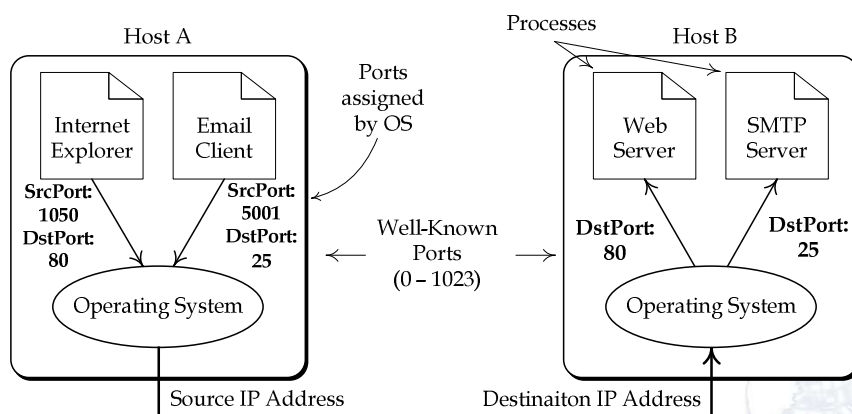 Processes
Host A
Host B
Internet
Explorer
Email
Client
Ports
assigned
by OS
Web
Server
SMTP
Server
SrcPort:
1050
DstPort:
80
SrcPort:
5001
DstPort:
25
Well-Known
Ports
(0 – 1023)
DstPort:
80
DstPort:
25
Operating System
Operating System
Source IP Address
Destinaiton IP Address